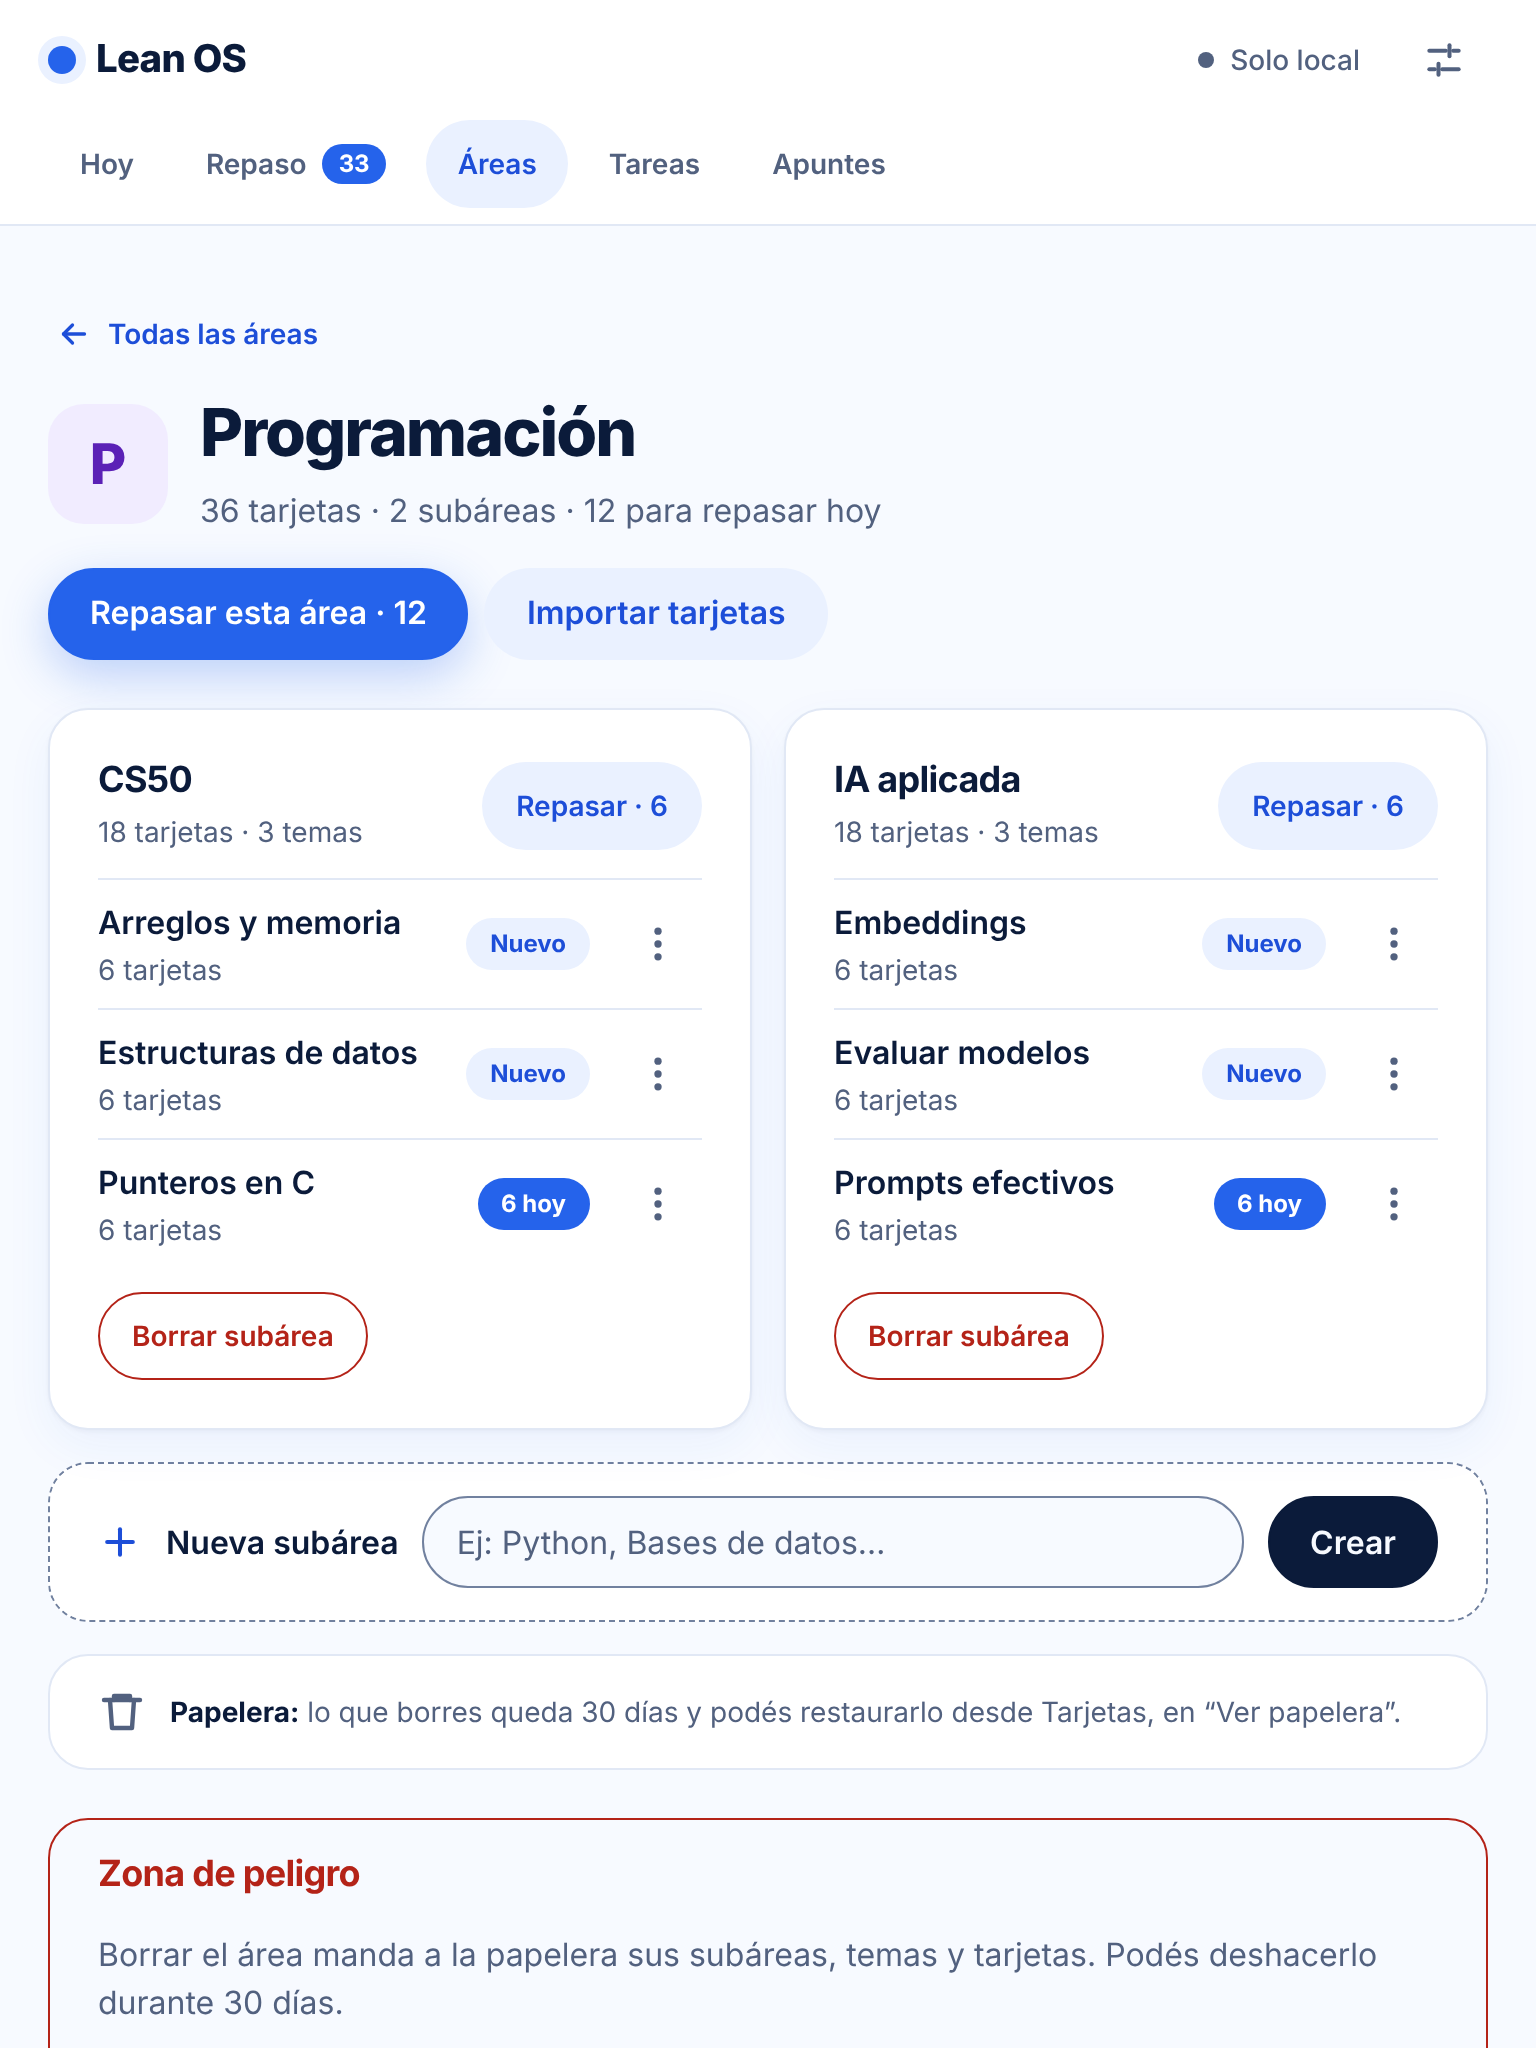 Lean OS
Solo local
Hoy
Repaso 33
Áreas
Tareas
Apuntes
Todas las áreas
P
Programación
36 tarjetas · 2 subáreas · 12 para repasar hoy
Repasar esta área · 12
Importar tarjetas
CS50
18 tarjetas · 3 temas
Repasar · 6
Arreglos y memoria
6 tarjetas
Nuevo
Estructuras de datos
6 tarjetas
Nuevo
Punteros en C
6 tarjetas
6 hoy
Borrar subárea
IA aplicada
18 tarjetas · 3 temas
Repasar · 6
Embeddings
6 tarjetas
Nuevo
Evaluar modelos
6 tarjetas
Nuevo
Prompts efectivos
6 tarjetas
6 hoy
Borrar subárea
Nueva subárea
Ej: Python, Bases de datos...
Crear
Papelera: lo que borres queda 30 días y podés restaurarlo desde Tarjetas, en “Ver papelera”.
Zona de peligro
Borrar el área manda a la papelera sus subáreas, temas y tarjetas. Podés deshacerlo
durante 30 días.